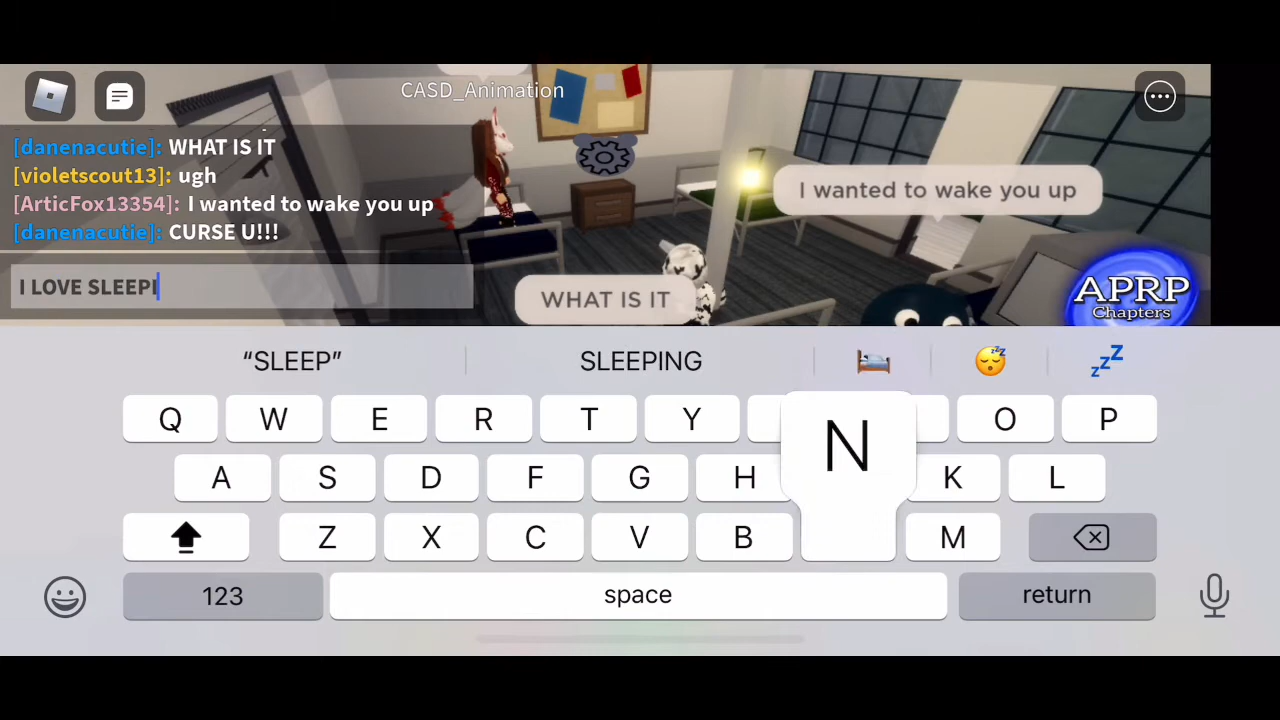 CASD_Animation
[danenacutie]: WHAT IS IT
[violetscout13]: ugh
[ArticFox13354]: I wanted to wake you up
[danenacutie]: CURSE U!!!
I LOVE SLEEPI
I wanted to wake you up
WHAT IS IT
APRP
Chapters
“SLEEP”
SLEEPING
Q W E R T Y O P
N
A S D F G H K L
Z X C V B M
123
space
return